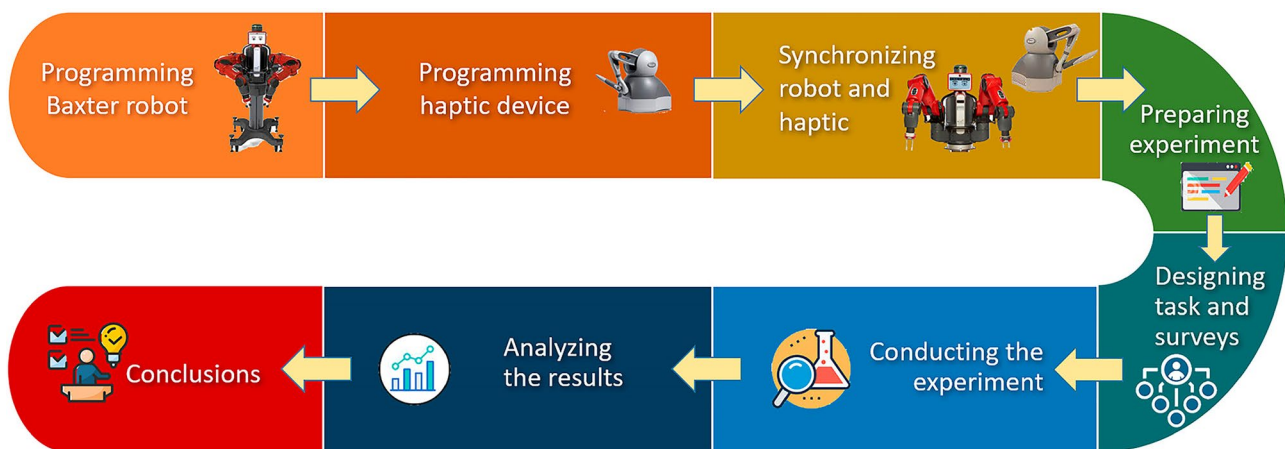 Programming
Baxter robot
Programming
haptic device
Synchronizing
robot and
haptic
Preparing
experiment
Designing
task and
surveys
Conducting the
experiment
Analyzing
the results
Conclusions